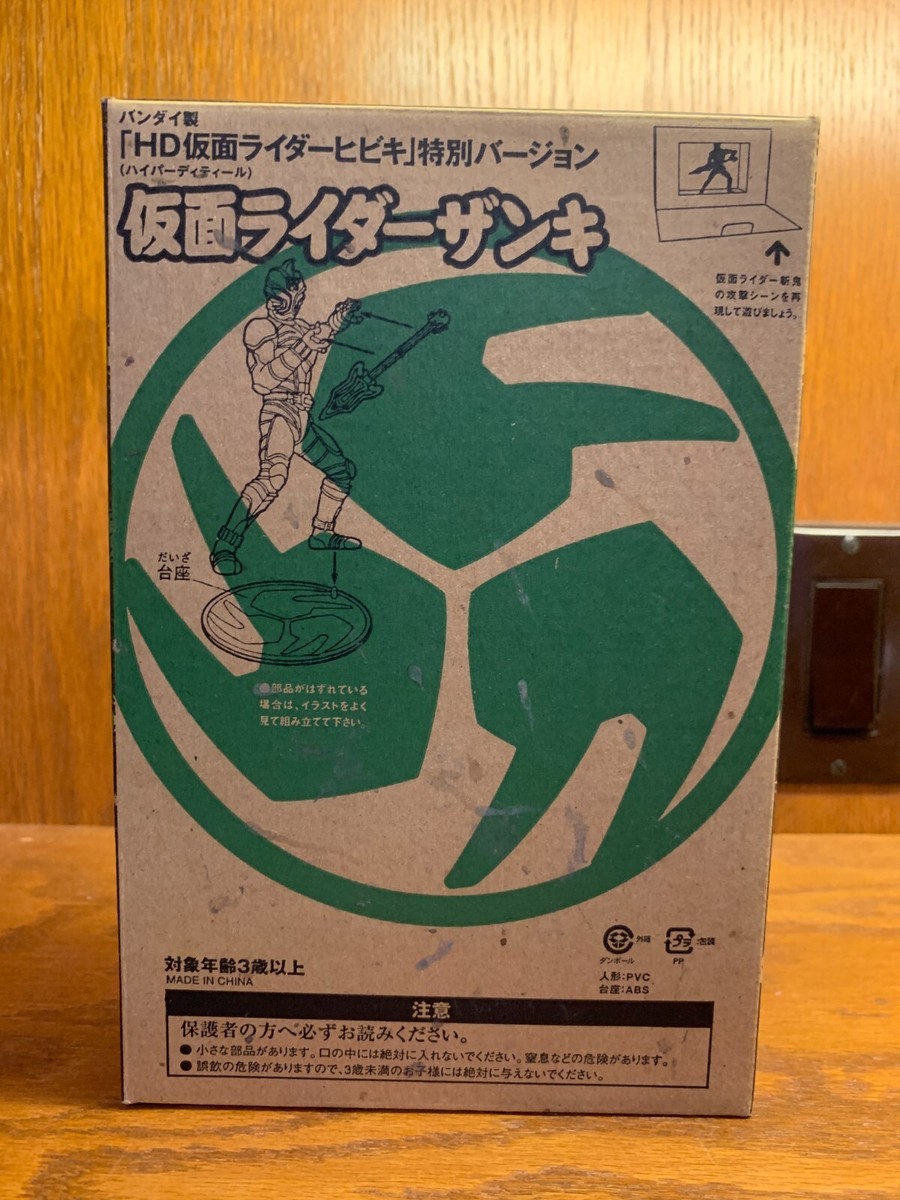 バンダイ製
「HD仮面ライダーヒビキ」特別バージョン
(ハイパーディティール)
仮面ライダーザンキ
仮面ライダー斬鬼
の攻撃シーンを再
現して遊びましょう。
だいざ
台座
●部品がはずれている
場合は、イラストをよく
見て組み立てて下さい。
外箱
ダンボール
プラ
:包装
PP
人形:PVC
台座:ABS
対象年齢3歳以上
MADE IN CHINA
注意
保護者の方へ必ずお読みください。
●小さな部品があります。口の中には絶対に入れないでください。窒息などの危険があります。
●誤飲の危険がありますので、3歳未満のお子様には絶対に与えないでください。